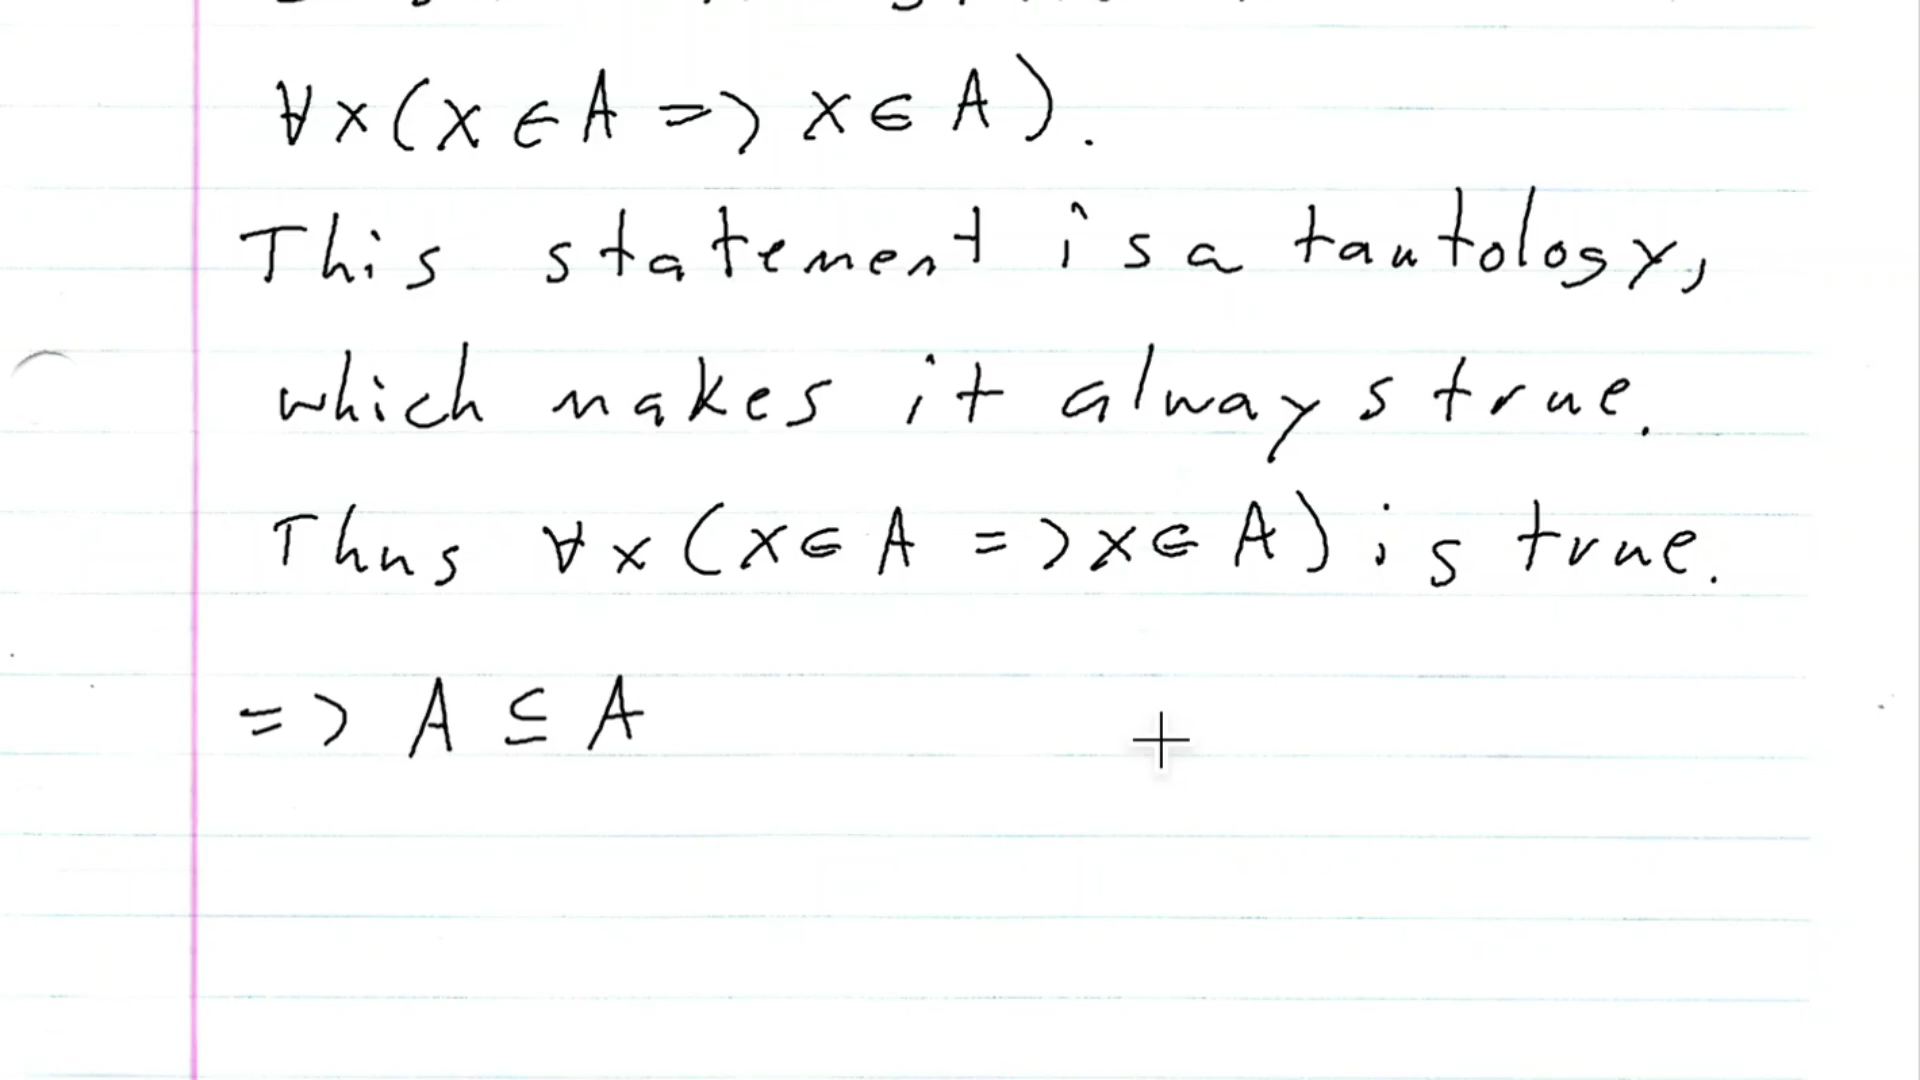 ∀x(x∈A => x∈A).
This statement is a tautology,
which makes it always true.
Thus ∀x(x∈A =>x∈A) is true.
=> A ⊆ A